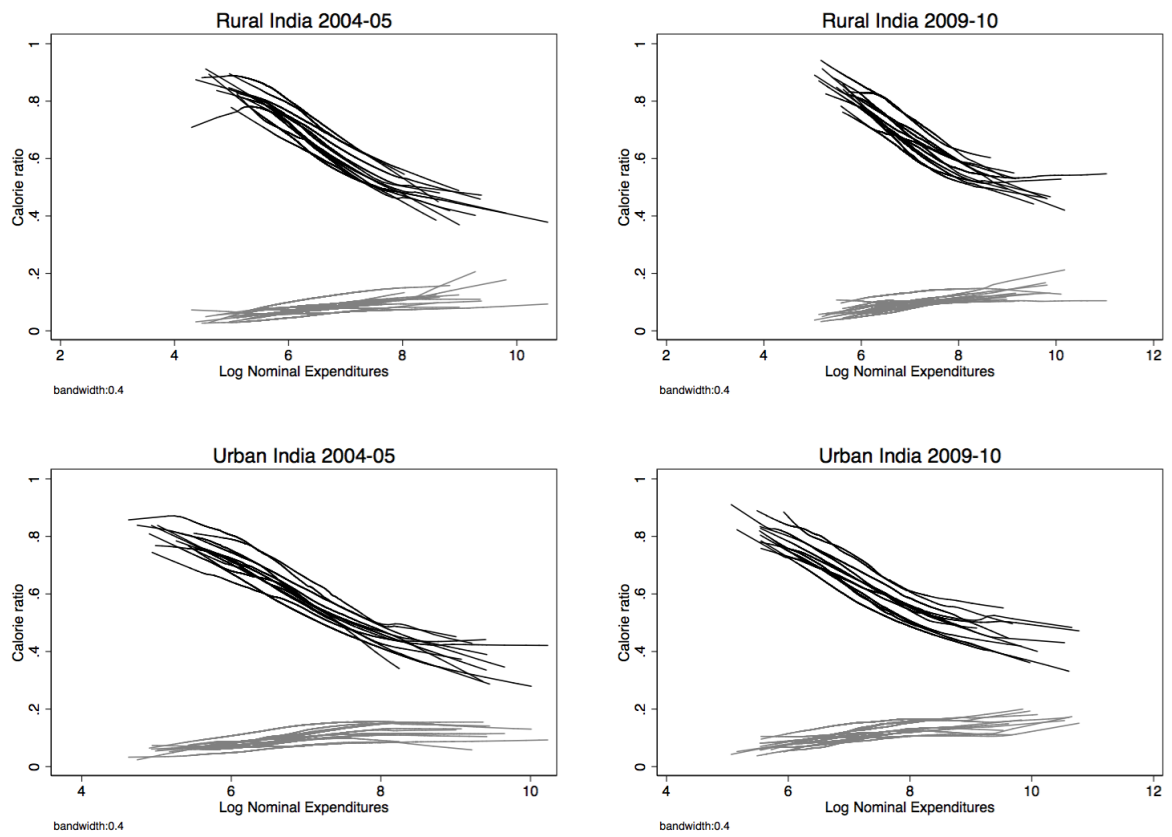 Rural India 2004-05
Calorie ratio
1
.8
.6
.4
.2
0
2 4 6 8 10
Log Nominal Expenditures
bandwidth:0.4
Rural India 2009-10
Calorie ratio
1
.8
.6
.4
.2
0
2 4 6 8 10 12
Log Nominal Expenditures
bandwidth:0.4
Urban India 2004-05
Calorie ratio
1
.8
.6
.4
.2
0
4 6 8 10
Log Nominal Expenditures
bandwidth:0.4
Urban India 2009-10
Calorie ratio
1
.8
.6
.4
.2
0
4 6 8 10 12
Log Nominal Expenditures
bandwidth:0.4